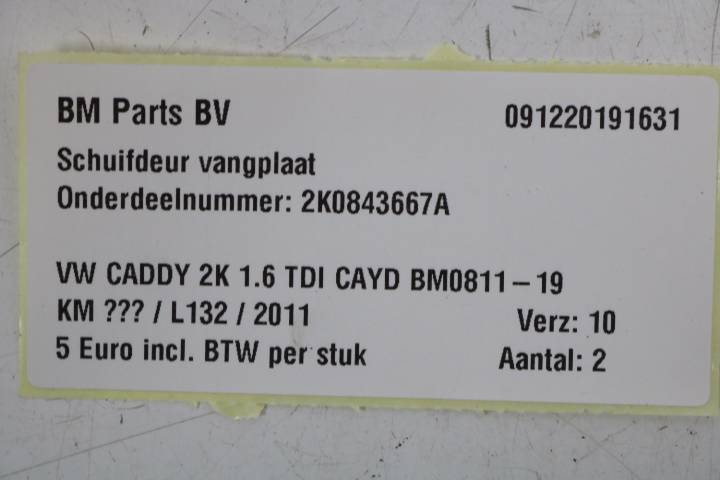 BM Parts BV 091220191631
Schuifdeur vangplaat
Onderdeelnummer: 2K0843667A
VW CADDY 2K 1.6 TDI CAYD BM0811-19
KM ??? / L132 / 2011 Verz: 10
5 Euro incl. BTW per stuk Aantal: 2